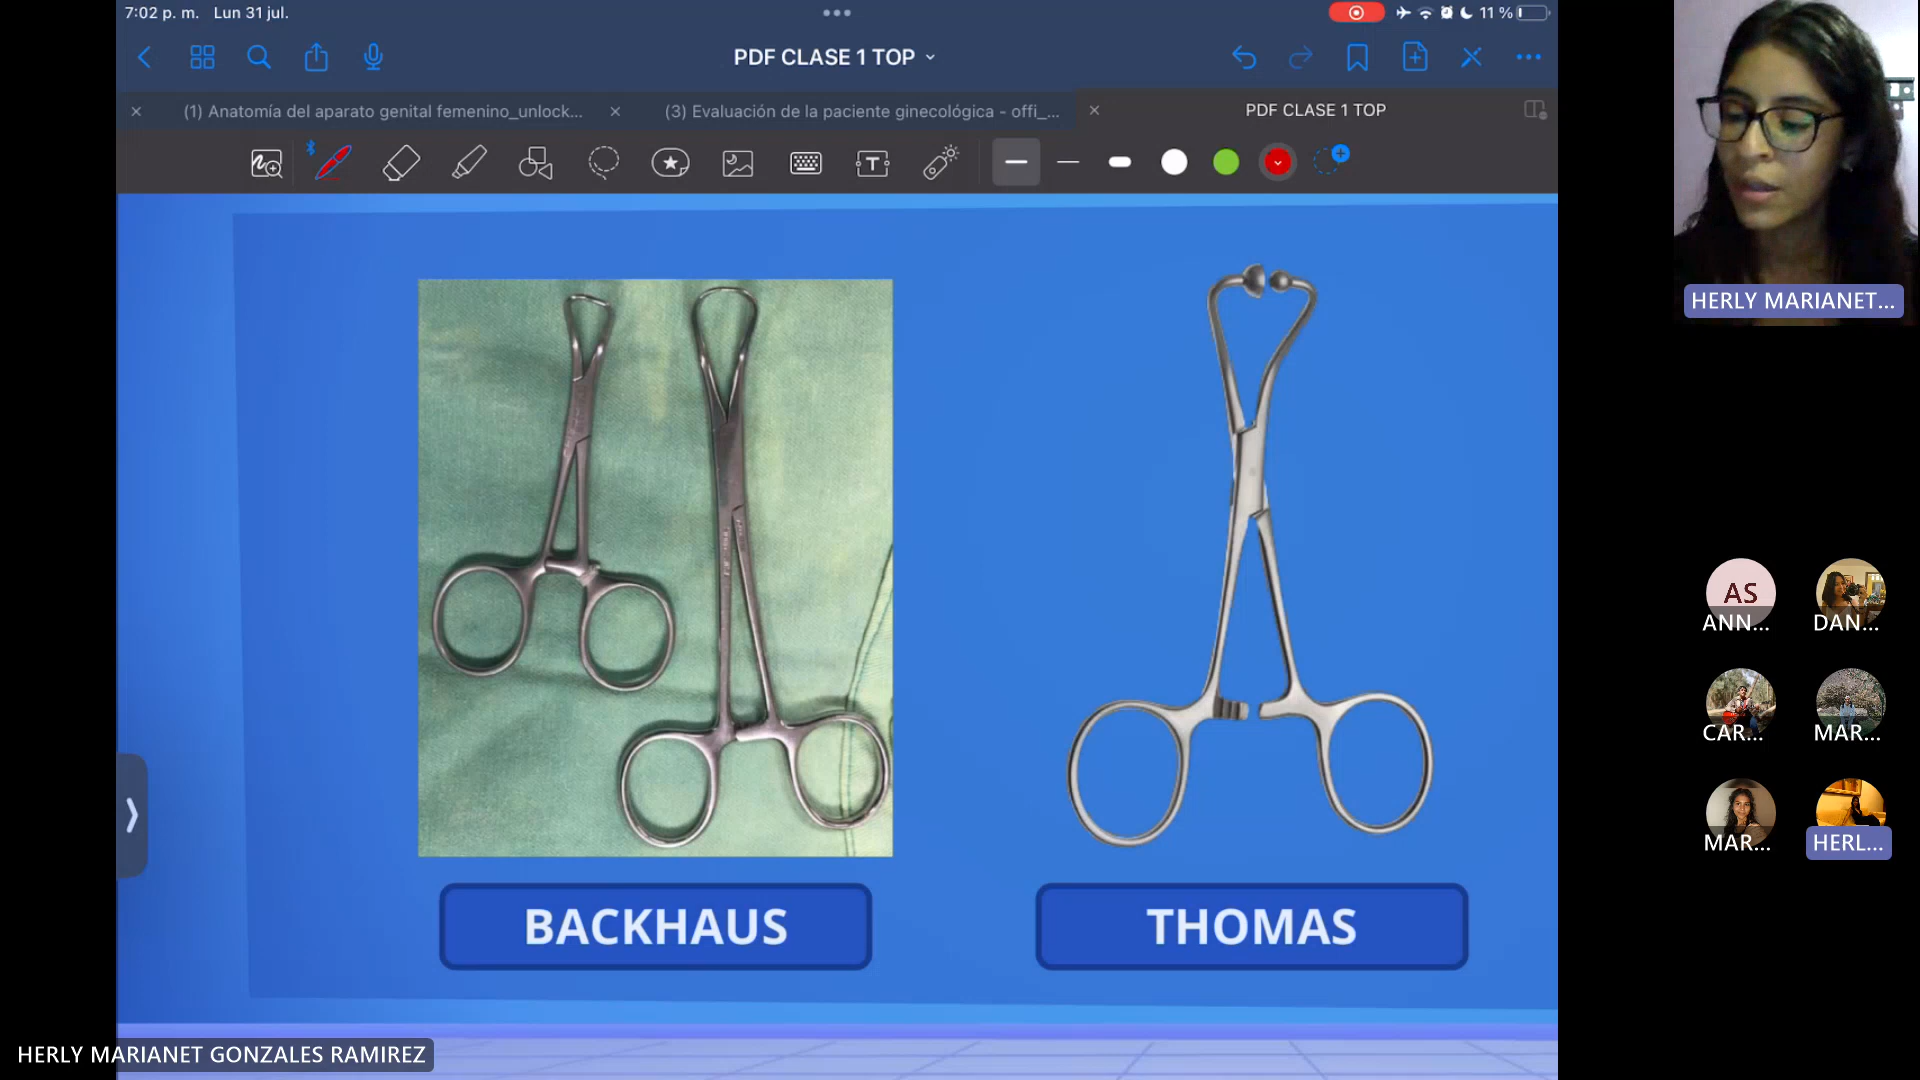 7:02 p. m. Lun 31 jul.
11 %
PDF CLASE 1 TOP
(1) Anatomía del aparato genital femenino_unlock...
(3) Evaluación de la paciente ginecológica - offi_...
PDF CLASE 1 TOP
HERLY MARIANET...
BACKHAUS
THOMAS
AS
ANN...
DAN...
CAR...
MAR...
MAR...
HERL...
HERLY MARIANET GONZALES RAMIREZ